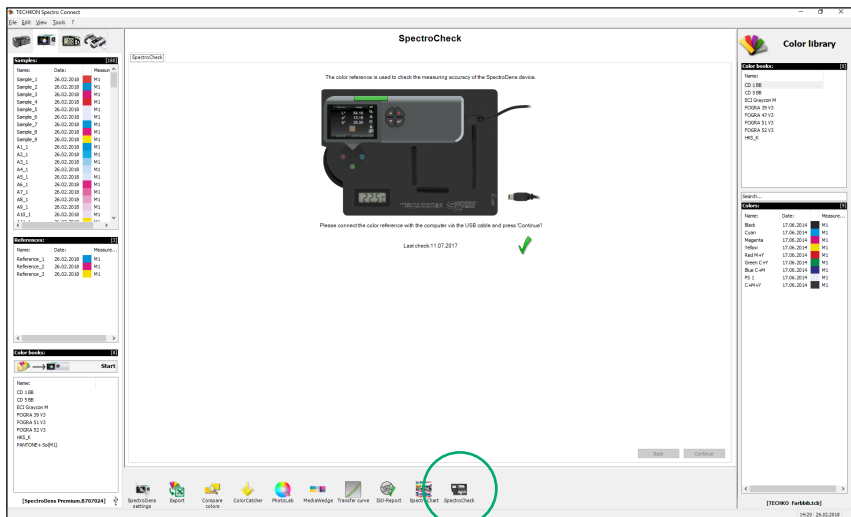 TECHKON Spectro Connect
File Edit View Tools ?
Samples: [188]
Name: Date: Measur
Sample_1 26.02.2018 M1
Sample_2 26.02.2018 M1
Sample_3 26.02.2018 M1
Sample_4 26.02.2018 M1
Sample_5 26.02.2018 M1
Sample_6 26.02.2018 M1
Sample_7 26.02.2018 M1
Sample_8 26.02.2018 M1
Sample_9 26.02.2018 M1
A1_1 26.02.2018 M1
A2_1 26.02.2018 M1
A3_1 26.02.2018 M1
A4_1 26.02.2018 M1
A5_1 26.02.2018 M1
A6_1 26.02.2018 M1
A7_1 26.02.2018 M1
A8_1 26.02.2018 M1
A9_1 26.02.2018 M1
A10_1 26.02.2018 M1
References: [3]
Name: Date: Measure...
Reference_1 26.02.2018 M1
Reference_2 26.02.2018 M1
Reference_3 26.02.2018 M1
Color books: [8]
Start
Name:
CD 1 BB
CD 5 BB
ECI Graycon M
FOGRA 39 V3
FOGRA 51 V3
FOGRA 52 V3
HKS_K
PANTONE+ So[M1]
[SpectroDens Premium.B707024]
SpectroCheck
SpectroCheck
The color reference is used to check the measuring accuracy of the SpectroDens device.
22.5c
TECHKON
Please connect the color reference with the computer via the USB cable and press 'Continue'!
Last check 11.07.2017
Back Continue
SpectroDens settings
Export
Compare colors
ColorCatcher
PhotoLab
MediaWedge
Transfer curve
ISO-Report
SpectroChart
SpectroCheck
Color library
Color books: [8]
Name:
CD 1 BB
CD 5 BB
ECI Graycon M
FOGRA 39 V3
FOGRA 47 V3
FOGRA 51 V3
FOGRA 52 V3
HKS_K
Search...
Colors: [9]
Name: Date: Measure...
Black 17.06.2014 M1
Cyan 17.06.2014 M1
Magenta 17.06.2014 M1
Yellow 17.06.2014 M1
Red M+Y 17.06.2014 M1
Green C+Y 17.06.2014 M1
Blue C+M 17.06.2014 M1
PS 1 17.06.2014 M1
C+M+Y 17.06.2014 M1
[TECHKO Farbbib.tcb]
14:20 26.02.2018